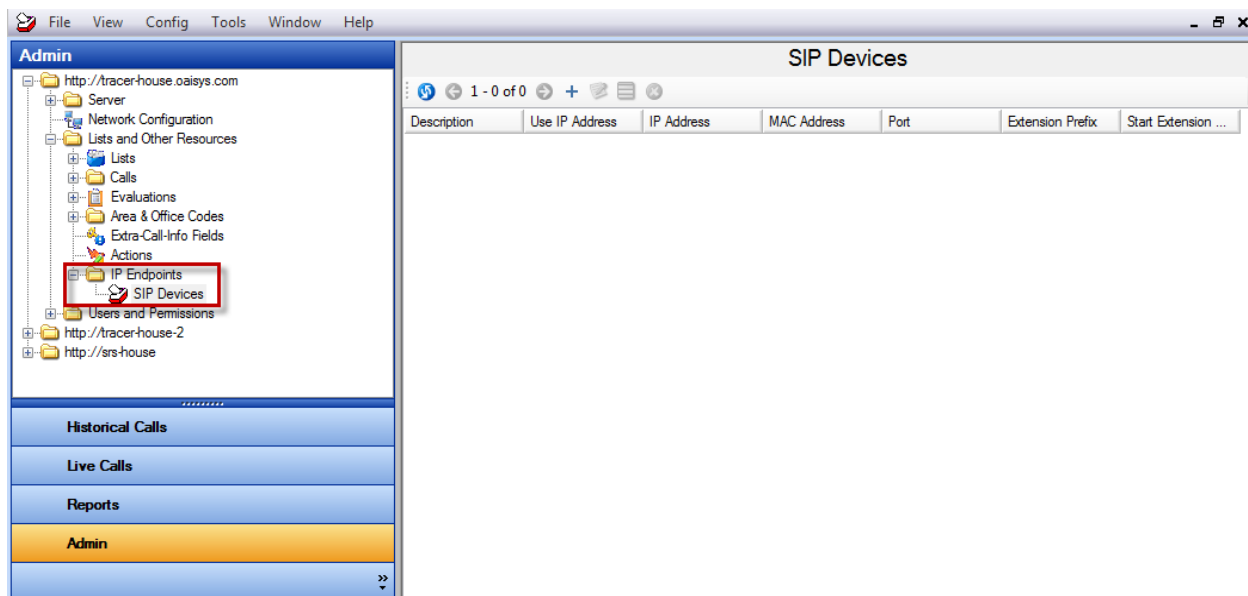 File View Config Tools Window Help
Admin
http://tracer-house.oaisys.com
Server
Network Configuration
Lists and Other Resources
Lists
Calls
Evaluations
Area & Office Codes
Extra-Call-Info Fields
Actions
IP Endpoints
SIP Devices
Users and Permissions
http://tracer-house-2
http://srs-house
Historical Calls
Live Calls
Reports
Admin
SIP Devices
1 - 0 of 0
Description Use IP Address IP Address MAC Address Port Extension Prefix Start Extension ...